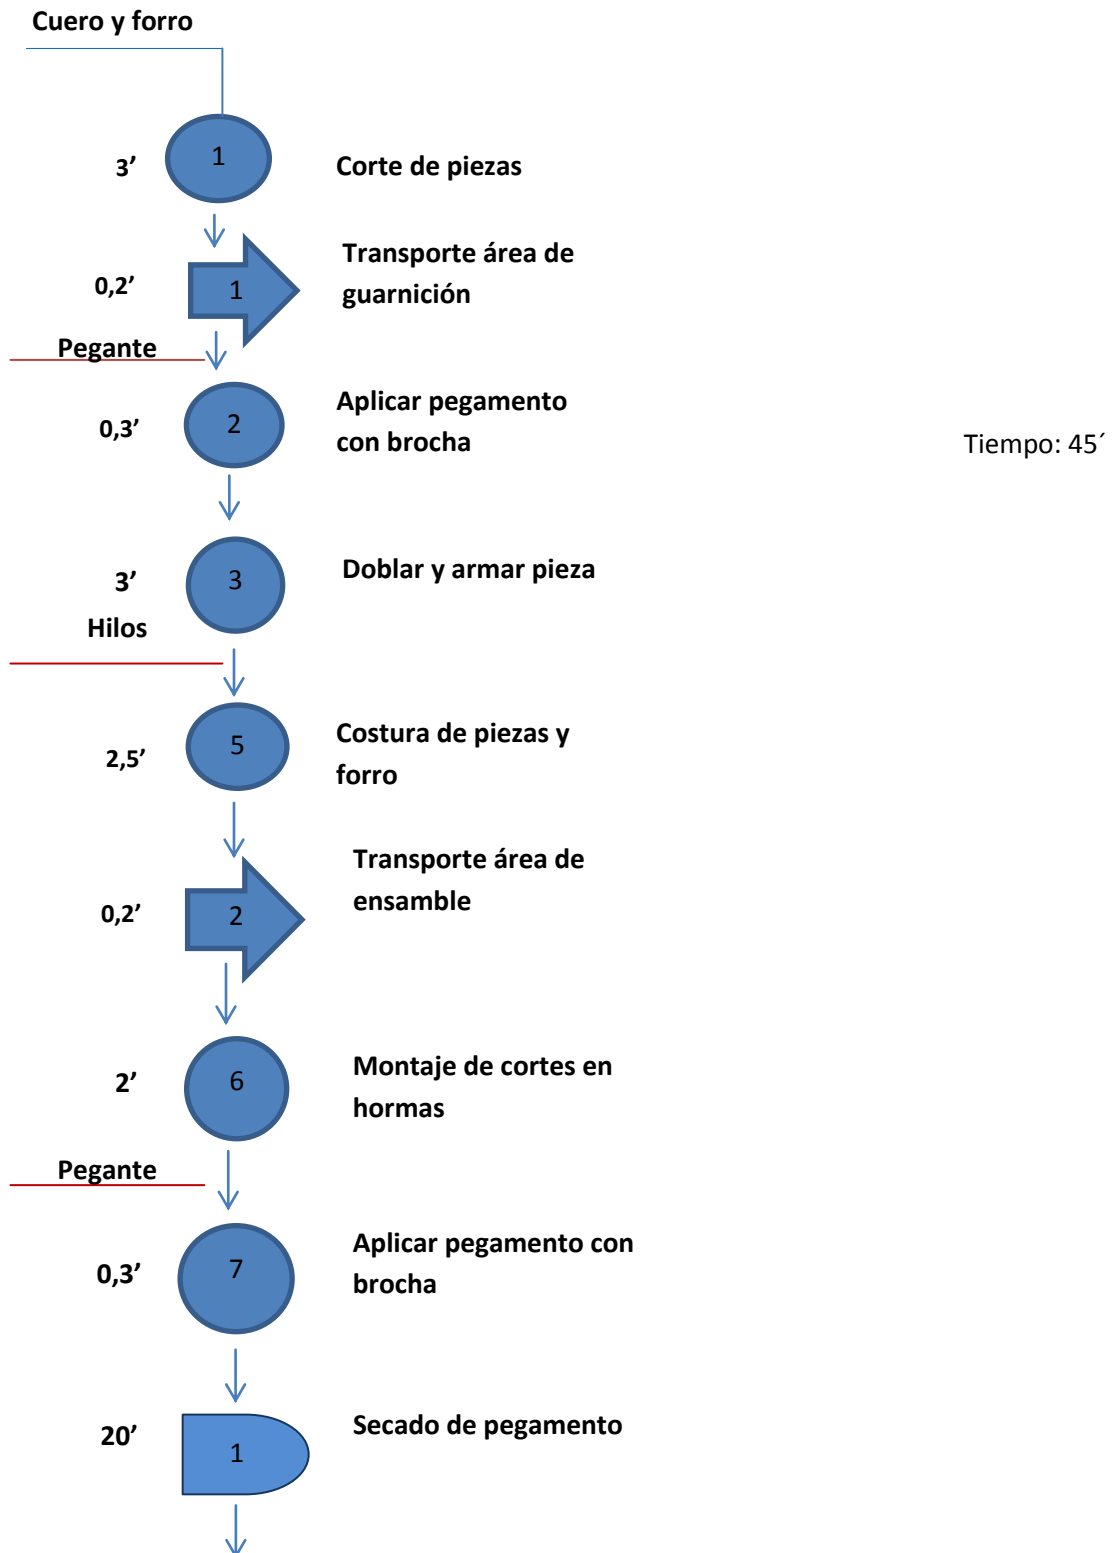 Cuero y forro
3’
1
Corte de piezas
0,2’
1
Transporte área de
guarnición
Pegante
0,3’
2
Aplicar pegamento
con brocha
Tiempo: 45´
3’
3
Doblar y armar pieza
Hilos
2,5’
5
Costura de piezas y
forro
0,2’
2
Transporte área de
ensamble
2’
6
Montaje de cortes en
hormas
Pegante
0,3’
7
Aplicar pegamento con
brocha
20’
1
Secado de pegamento